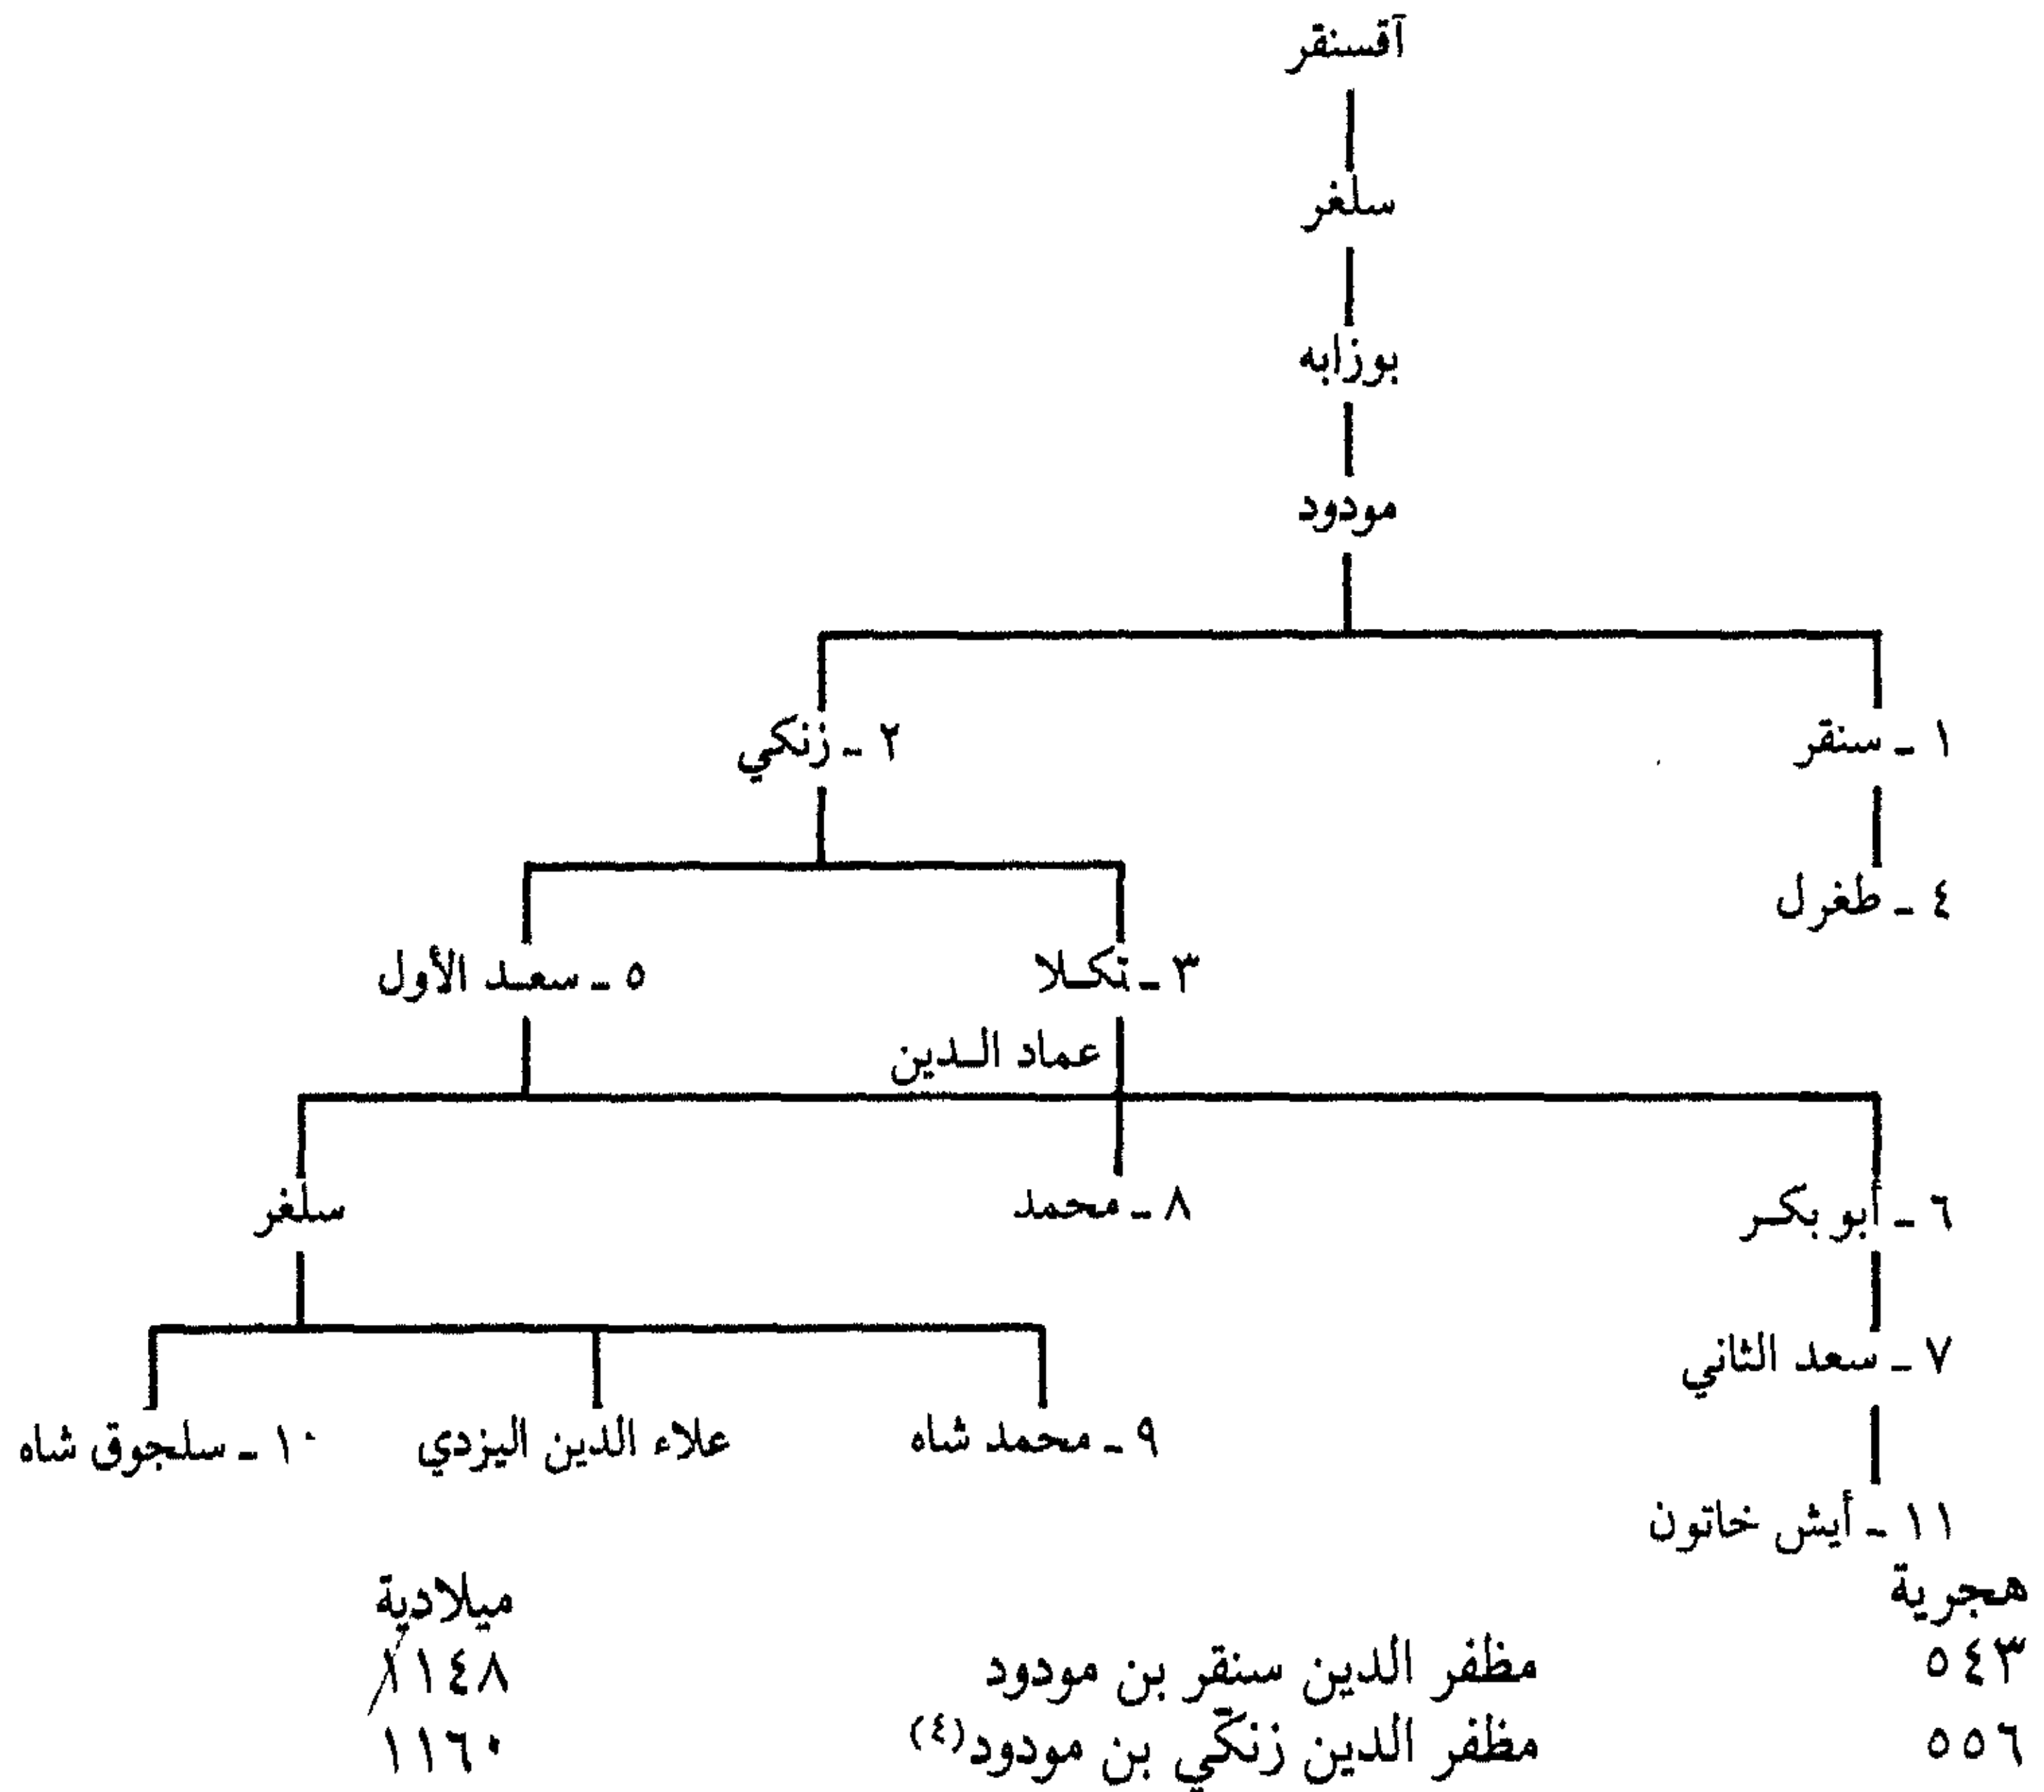 آقسنقر
سلغر
بوزابه
مودود
١ ـ سنقر ٢ ـ زنكي
٤ ـ طغرل
٣ ـ تكلا ٥ ـ سعد الأول
عماد الدين
٦ ـ أبو بكر ٨ ـ محمد سلغر
٧ ـ سعد الثاني
٩ ـ محمد شاه علاء الدين اليزدي ١٠ ـ سلجوق شاه
١١ ـ أيش خاتون
هجرية ميلادية
٥٤٣ مظفر الدين سنقر بن مودود ١١٤٨
٥٥٦ مظفر الدين زنگي بن مودود(٤) ١١٦٠